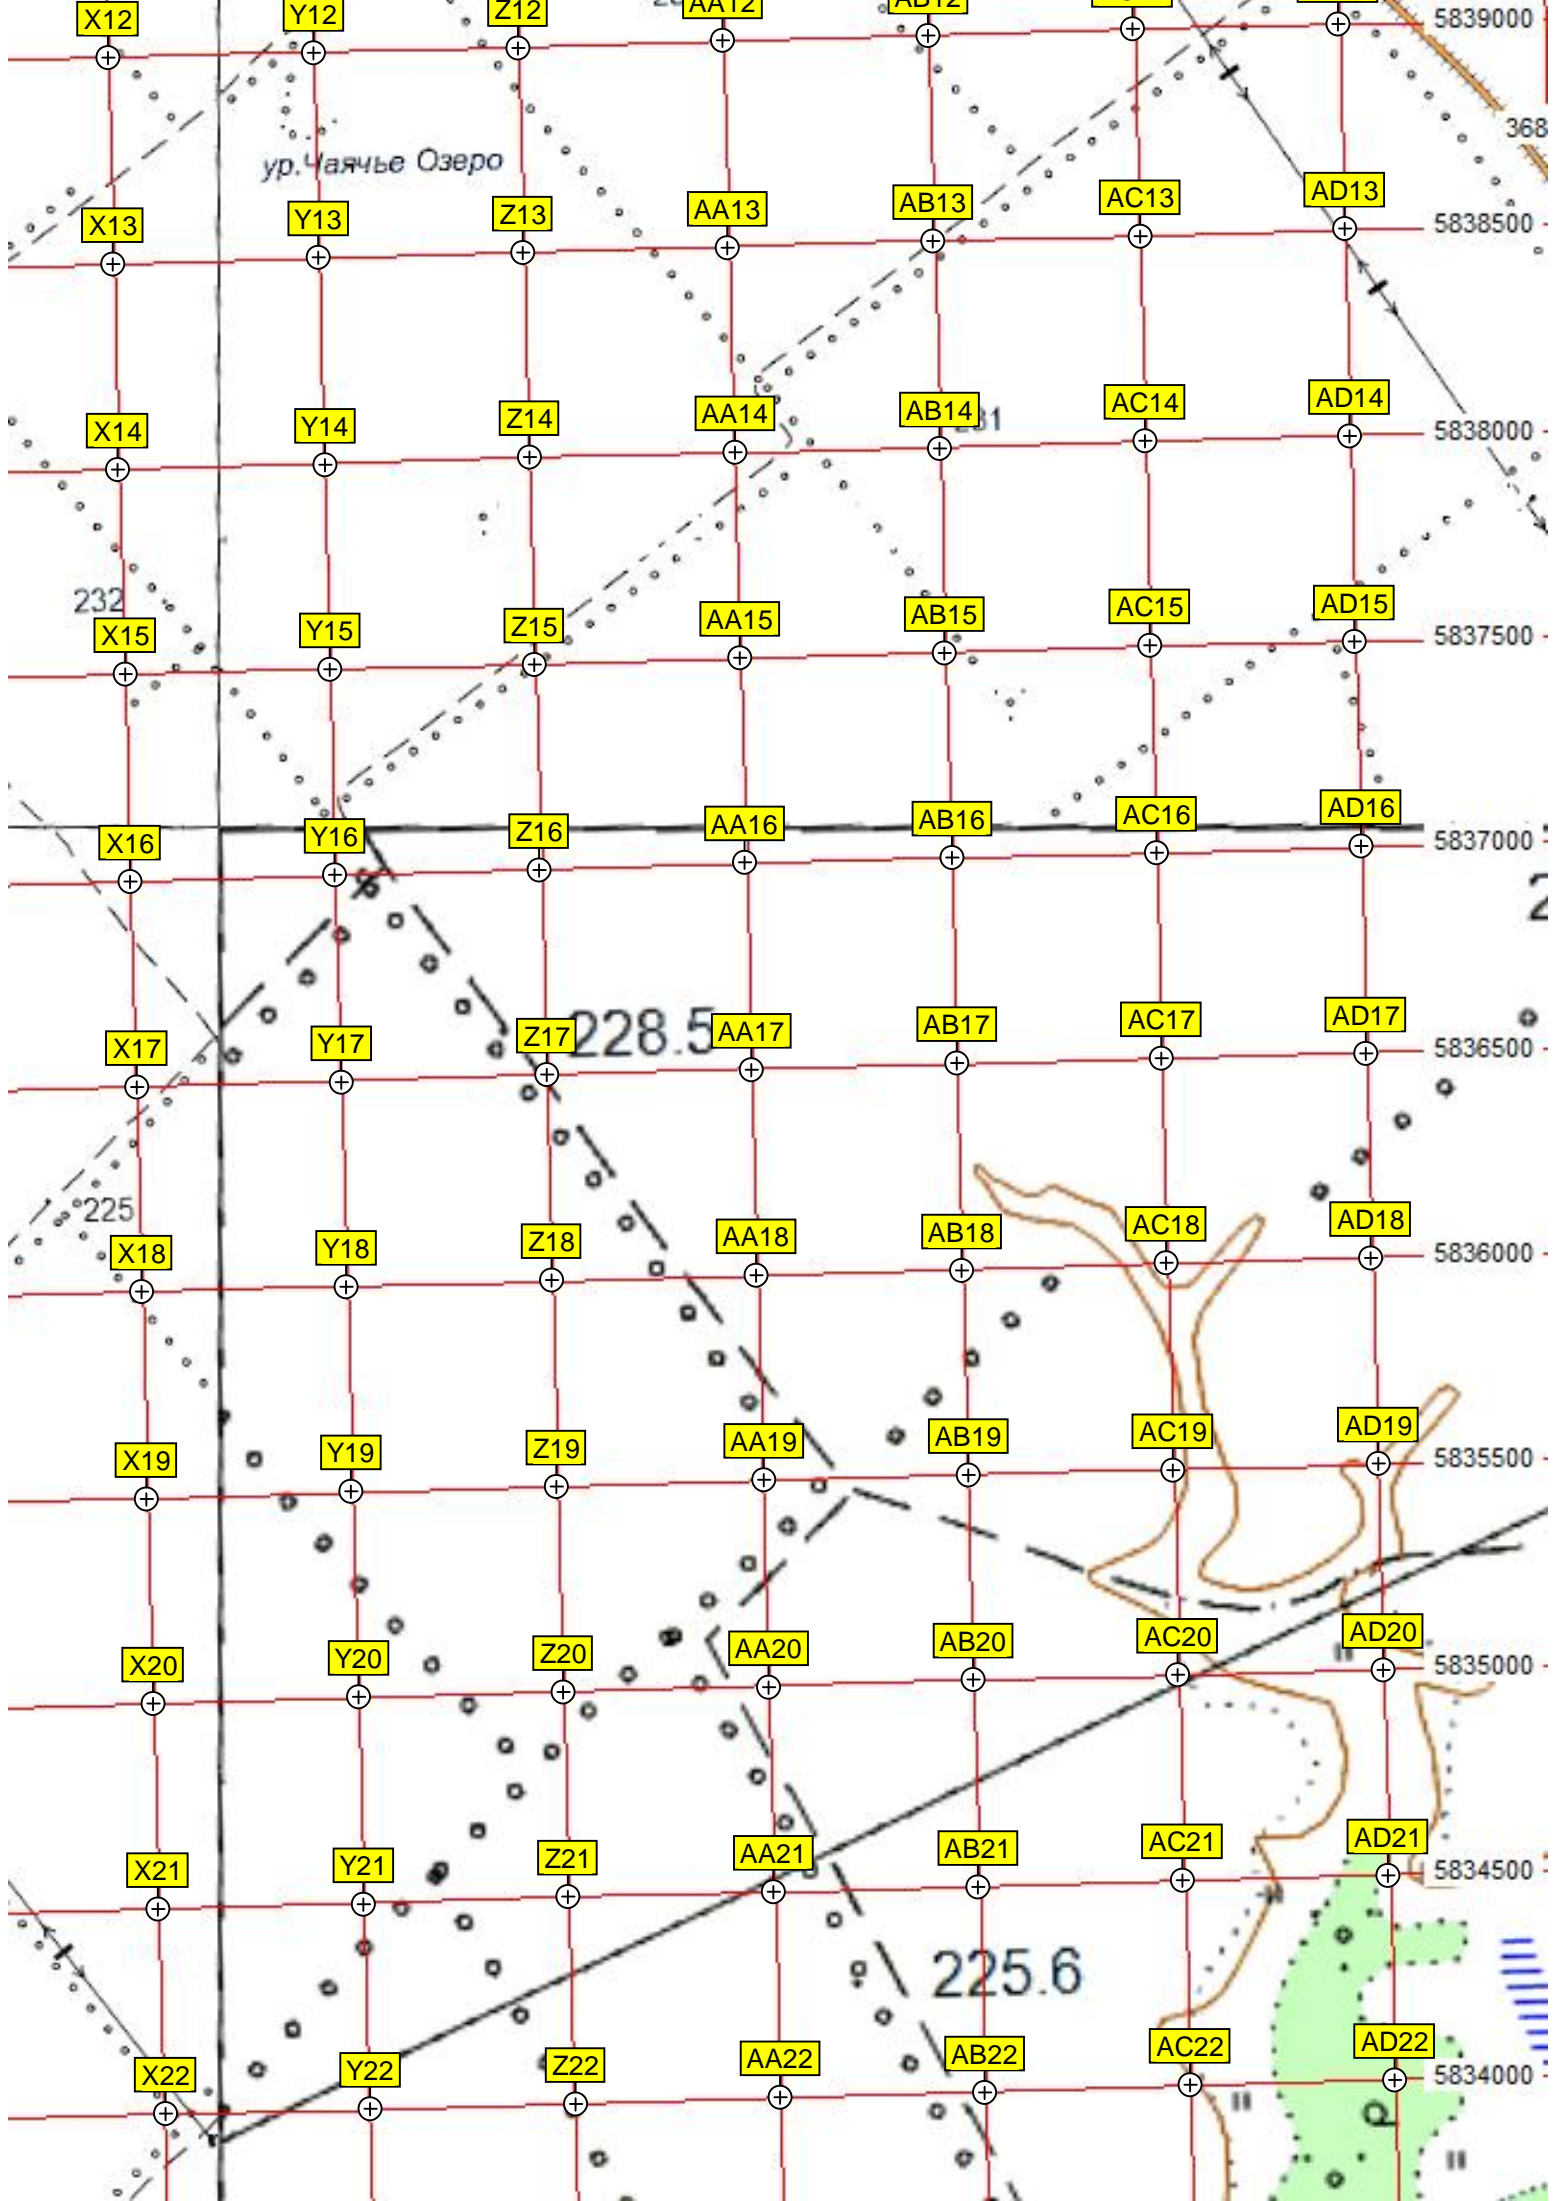 X12 Y12 Z12 AA12 AB12 5839000
368
ур.Чаячье Озеро
X13 Y13 Z13 AA13 AB13 AC13 AD13 5838500
X14 Y14 Z14 AA14 AB14 AC14 AD14 5838000
232
X15 Y15 Z15 AA15 AB15 AC15 AD15 5837500
X16 Y16 Z16 AA16 AB16 AC16 AD16 5837000
228.5
X17 Y17 Z17 AA17 AB17 AC17 AD17 5836500
225
X18 Y18 Z18 AA18 AB18 AC18 AD18 5836000
X19 Y19 Z19 AA19 AB19 AC19 AD19 5835500
X20 Y20 Z20 AA20 AB20 AC20 AD20 5835000
X21 Y21 Z21 AA21 AB21 AC21 AD21 5834500
225.6
X22 Y22 Z22 AA22 AB22 AC22 AD22 5834000